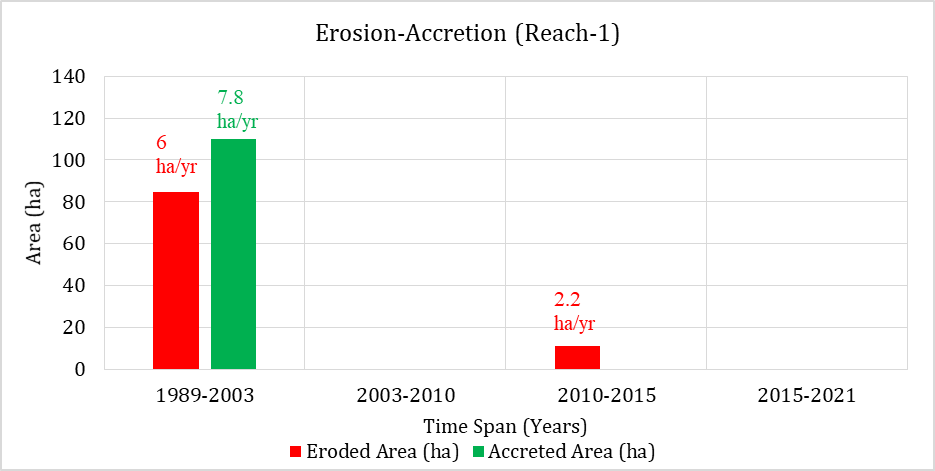 Erosion-Accretion (Reach-1)
140
120
100
80
60
40
20
0
Area (ha)
6
ha/yr
7.8
ha/yr
2.2
ha/yr
1989-2003
2003-2010
2010-2015
2015-2021
Time Span (Years)
Eroded Area (ha)
Accreted Area (ha)